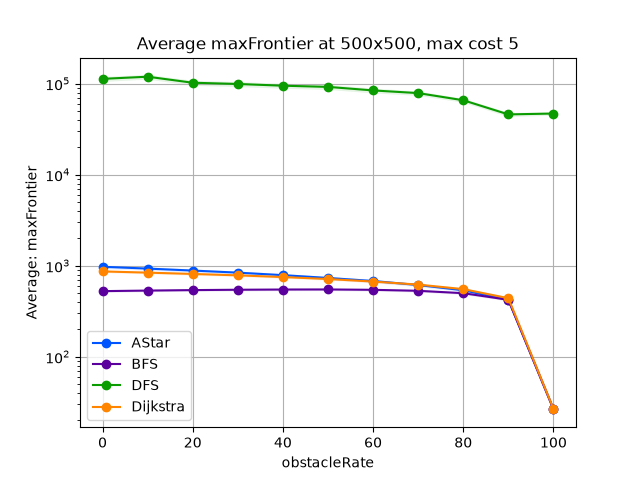 Average maxFrontier at 500x500, max cost 5
Average: maxFrontier
10^5
10^4
10^3
10^2
AStar
BFS
DFS
Dijkstra
0 20 40 60 80 100
obstacleRate